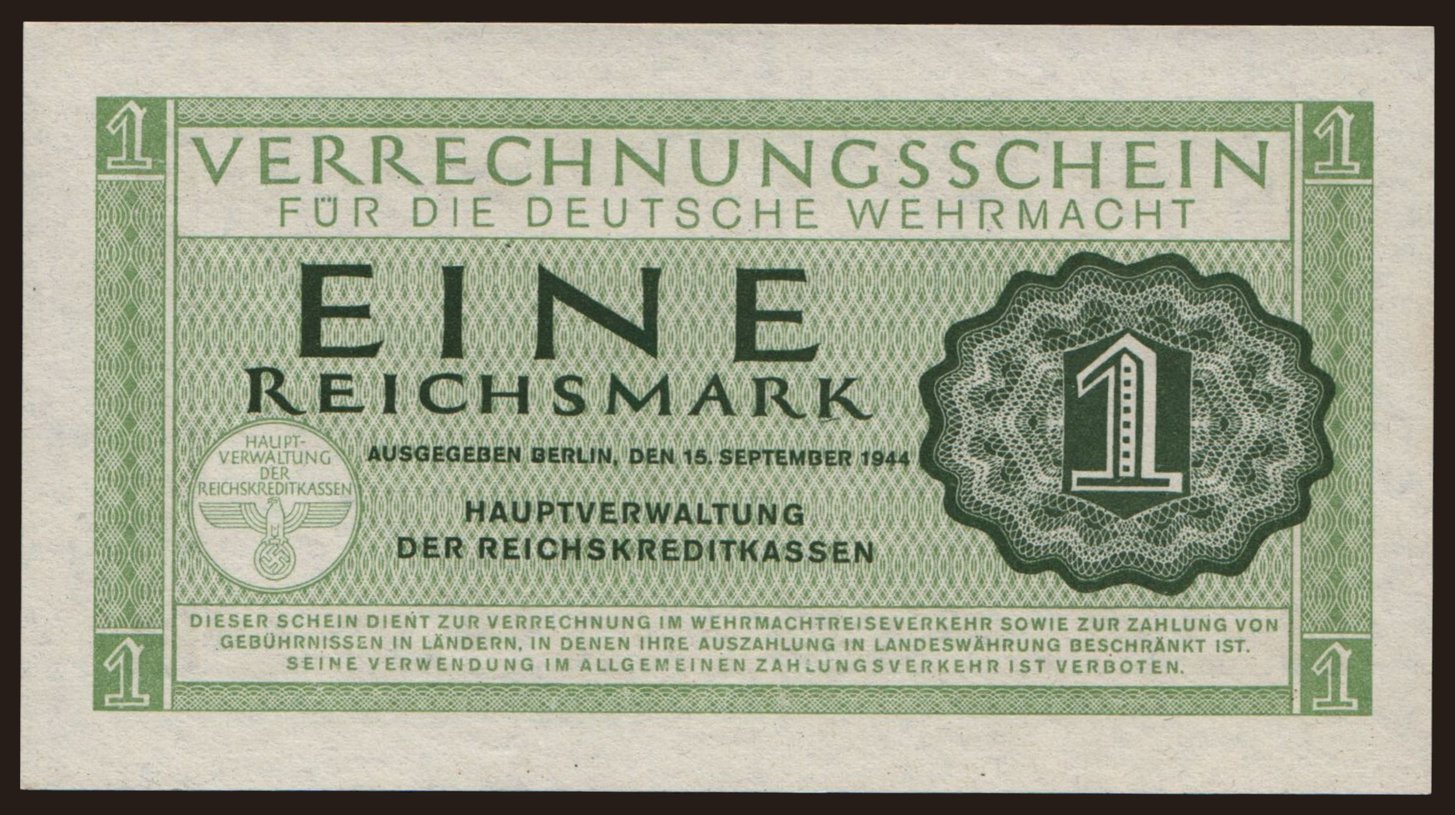 1
1
VERRECHNUNGSSCHEIN
FÜR DIE DEUTSCHE WEHRMACHT
EINE
REICHSMARK
1
AUSGEGEBEN BERLIN, DEN 15. SEPTEMBER 1944
HAUPTVERWALTUNG
DER REICHSKREDITKASSEN
HAUPT-
VERWALTUNG
DER
REICHSKREDITKASSEN
DIESER SCHEIN DIENT ZUR VERRECHNUNG IM WEHRMACHTREISEVERKEHR SOWIE ZUR ZAHLUNG VON
GEBÜHRNISSEN IN LÄNDERN, IN DENEN IHRE AUSZAHLUNG IN LANDESWÄHRUNG BESCHRÄNKT IST.
SEINE VERWENDUNG IM ALLGEMEINEN ZAHLUNGSVERKEHR IST VERBOTEN.
1
1